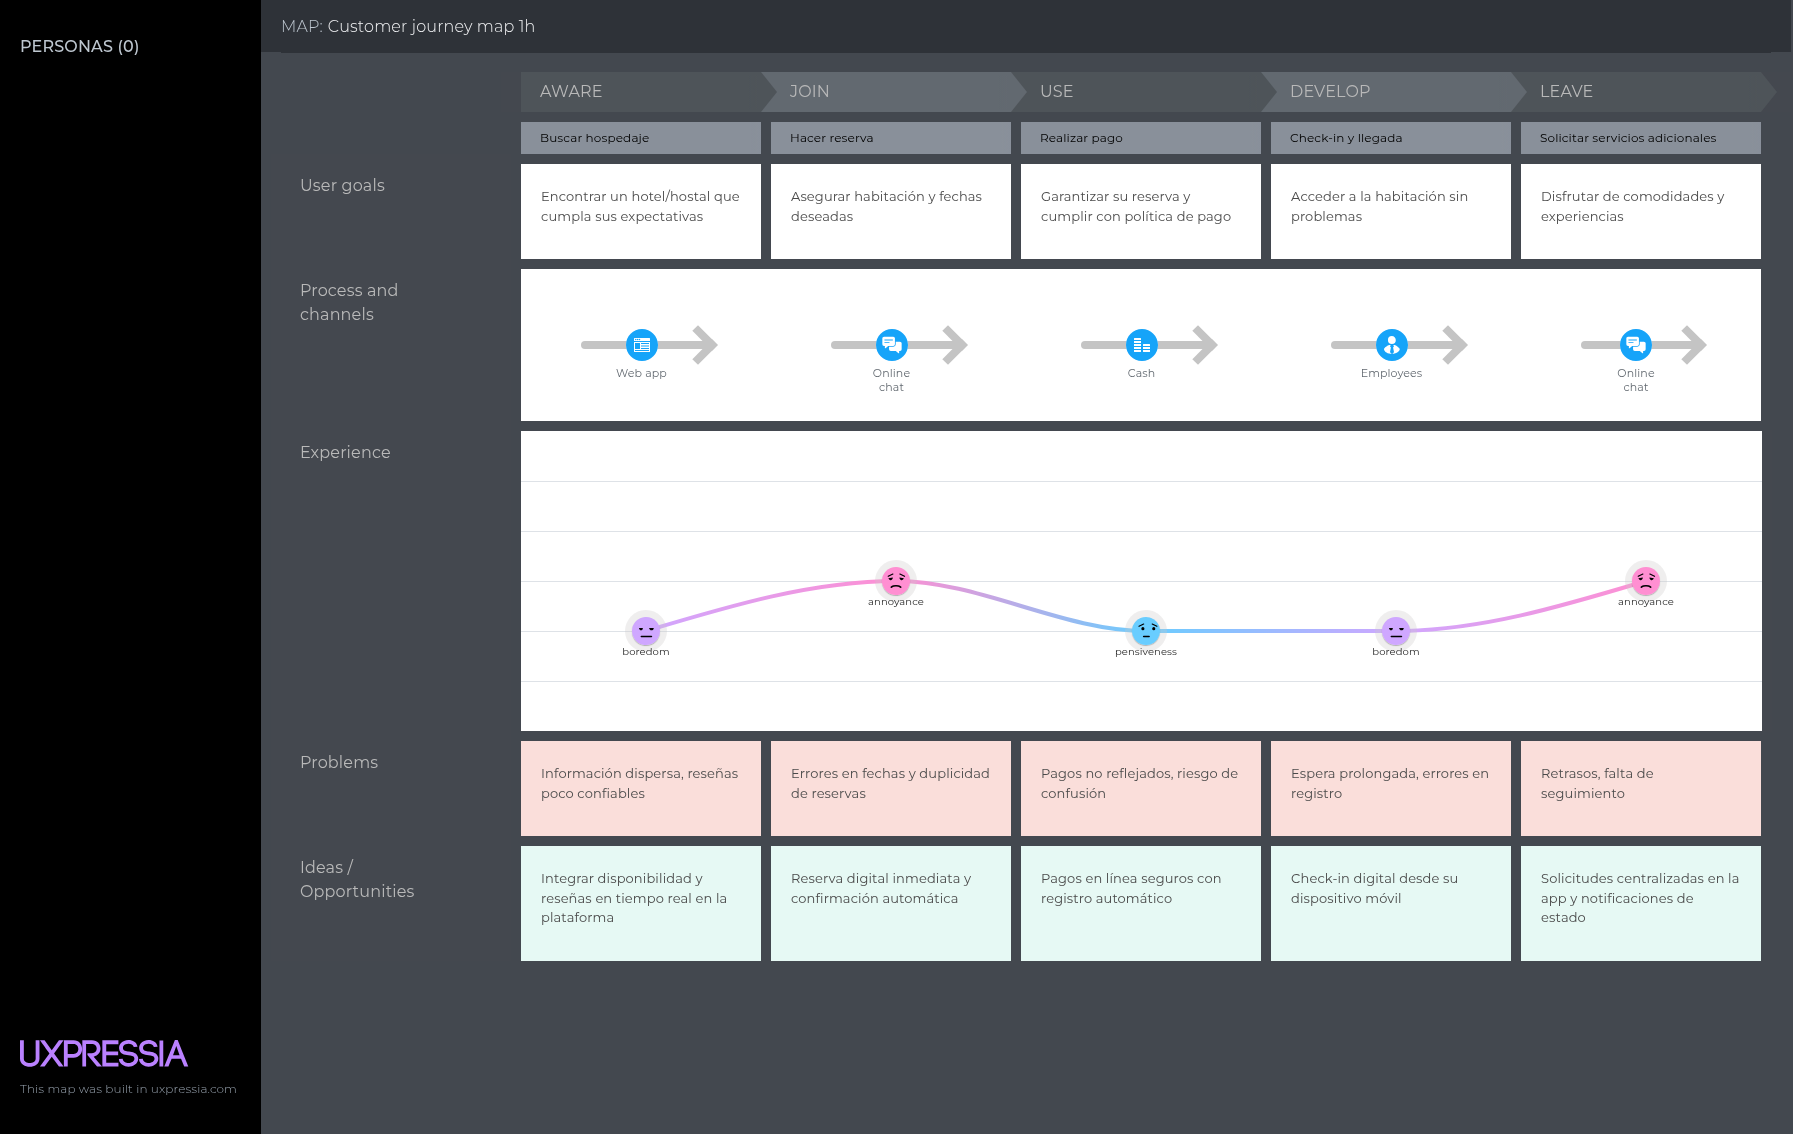 PERSONAS (0)
MAP: Customer journey map 1h
AWARE
JOIN
USE
DEVELOP
LEAVE
Buscar hospedaje
Hacer reserva
Realizar pago
Check-in y llegada
Solicitar servicios adicionales
User goals
Encontrar un hotel/hostal que
cumpla sus expectativas
Asegurar habitación y fechas
deseadas
Garantizar su reserva y
cumplir con política de pago
Acceder a la habitación sin
problemas
Disfrutar de comodidades y
experiencias
Process and
channels
Web app
Online
chat
Cash
Employees
Online
chat
Experience
boredom
annoyance
pensiveness
boredom
annoyance
Problems
Información dispersa, reseñas
poco confiables
Errores en fechas y duplicidad
de reservas
Pagos no reflejados, riesgo de
confusión
Espera prolongada, errores en
registro
Retrasos, falta de
seguimiento
Ideas /
Opportunities
Integrar disponibilidad y
reseñas en tiempo real en la
plataforma
Reserva digital inmediata y
confirmación automática
Pagos en línea seguros con
registro automático
Check-in digital desde su
dispositivo móvil
Solicitudes centralizadas en la
app y notificaciones de
estado
UXPRESSIA
This map was built in uxpressia.com